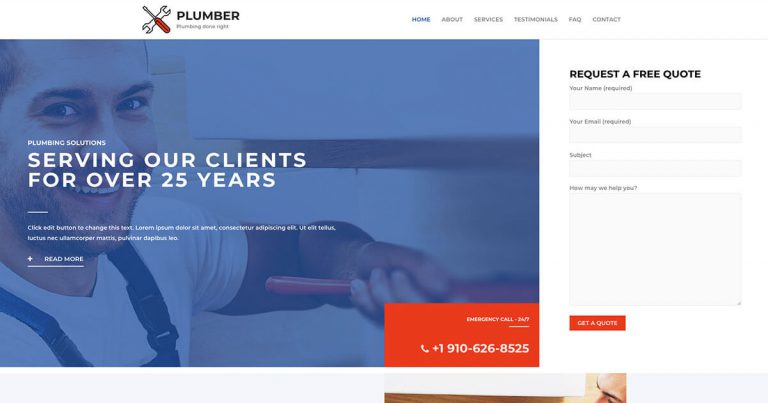 PLUMBER
Plumbing done right
HOME ABOUT SERVICES TESTIMONIALS FAQ CONTACT
PLUMBING SOLUTIONS
SERVING OUR CLIENTS
FOR OVER 25 YEARS
Click edit button to change this text. Lorem ipsum dolor sit amet, consectetur adipiscing elit. Ut elit tellus,
luctus nec ullamcorper mattis, pulvinar dapibus leo.
+ READ MORE
EMERGENCY CALL - 24/7
+1 910-626-8525
REQUEST A FREE QUOTE
Your Name (required)
Your Email (required)
Subject
How may we help you?
GET A QUOTE